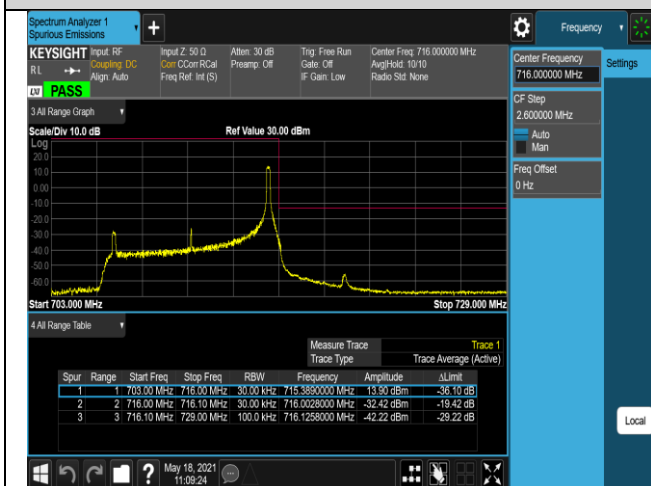 Spectrum Analyzer 1
Spurious Emissions
Frequency
KEYSIGHT
Input: RF
Coupling: DC
Align: Auto
Input Z: 50 Ω
Corr CCorr RCal
Freq Ref: Int (S)
Atten: 30 dB
Preamp: Off
Trig: Free Run
Gate: Off
IF Gain: Low
Center Freq: 716.000000 MHz
Avg|Hold: 10/10
Radio Std: None
RL
LXI
PASS
Center Frequency
716.000000 MHz
Settings
CF Step
2.600000 MHz
Auto
Man
Freq Offset
0 Hz
3 All Range Graph
Scale/Div 10.0 dB
Ref Value 30.00 dBm
Log
20.0
10.0
0.00
-10.0
-20.0
-30.0
-40.0
-50.0
-60.0
Start 703.000 MHz
Stop 729.000 MHz
4 All Range Table
Measure Trace Trace 1
Trace Type Trace Average (Active)
Spur Range Start Freq Stop Freq RBW Frequency Amplitude ΔLimit
1 1 703.00 MHz 716.00 MHz 30.00 kHz 715.3890000 MHz 13.90 dBm -36.10 dB
2 2 716.00 MHz 716.10 MHz 30.00 kHz 716.0028000 MHz -32.42 dBm -19.42 dB
3 3 716.10 MHz 729.00 MHz 100.0 kHz 716.1258000 MHz -42.22 dBm -29.22 dB
Local
May 18, 2021
11:09:24